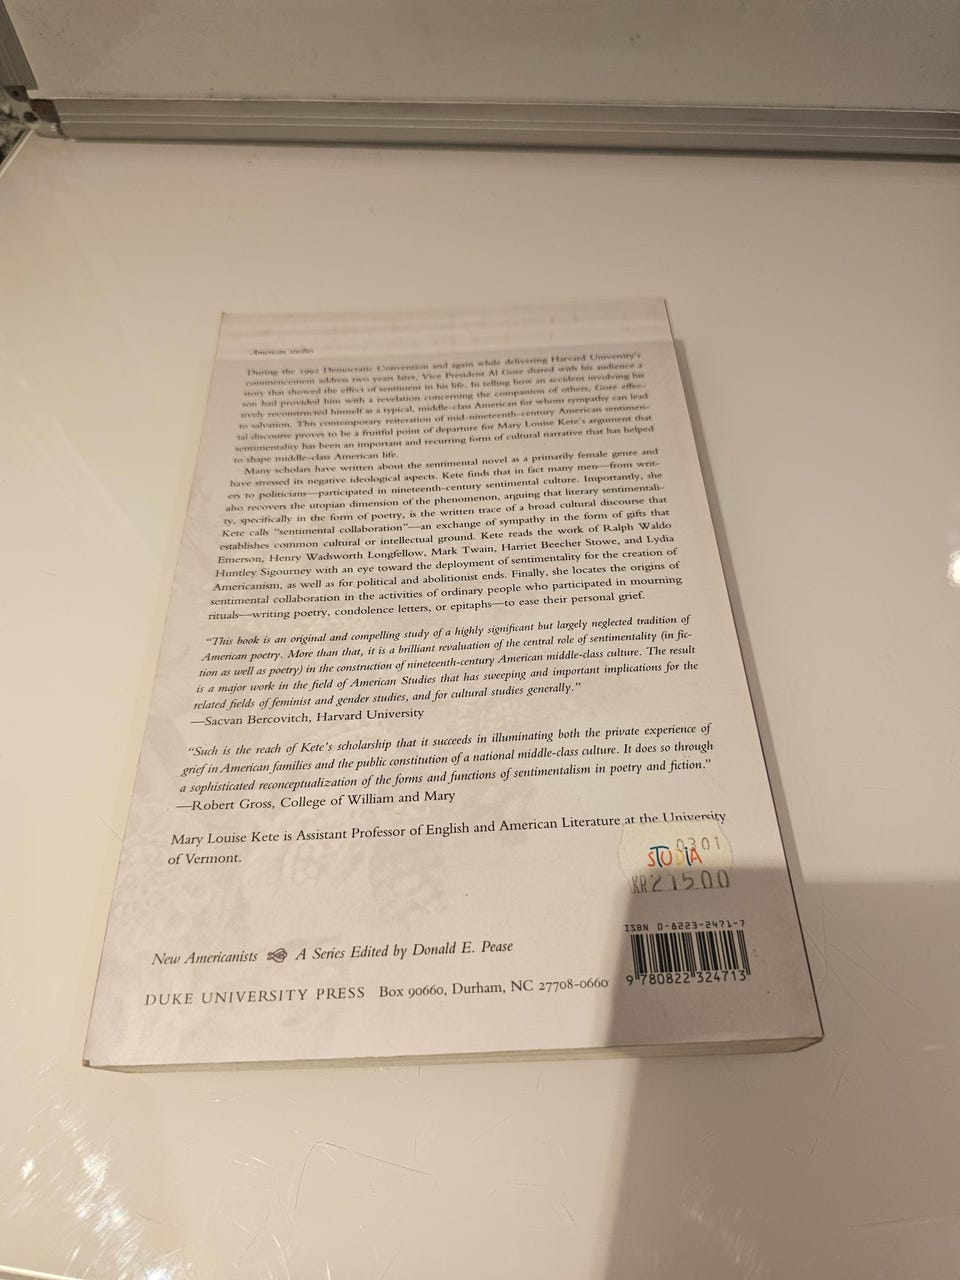 American studies
During the 1992 Democratic Convention and again while delivering Harvard University's
commencement address two years later, Vice President Al Gore shared with his audience a
story that showed the effect of sentiment in his life. In telling how an accident involving his
son had provided him with a revelation concerning the compassion of others, Gore effec-
tively reconstructed himself as a typical, middle-class American for whom sympathy can lead
to salvation. This contemporary reiteration of mid-nineteenth-century American sentimen-
tal discourse proves to be a fruitful point of departure for Mary Louise Kete's argument that
sentimentality has been an important and recurring form of cultural narrative that has helped
to shape middle-class American life.
Many scholars have written about the sentimental novel as a primarily female genre and
have stressed its negative ideological aspects. Kete finds that in fact many men—from writ-
ers to politicians—participated in nineteenth-century sentimental culture. Importantly, she
also recovers the utopian dimension of the phenomenon, arguing that literary sentimentali-
ty, specifically in the form of poetry, is the written trace of a broad cultural discourse that
Kete calls "sentimental collaboration"—an exchange of sympathy in the form of gifts that
establishes common cultural or intellectual ground. Kete reads the work of Ralph Waldo
Emerson, Henry Wadsworth Longfellow, Mark Twain, Harriet Beecher Stowe, and Lydia
Huntley Sigourney with an eye toward the deployment of sentimentality for the creation of
Americanism, as well as for political and abolitionist ends. Finally, she locates the origins of
sentimental collaboration in the activities of ordinary people who participated in mourning
rituals—writing poetry, condolence letters, or epitaphs—to ease their personal grief.
"This book is an original and compelling study of a highly significant but largely neglected tradition of
American poetry. More than that, it is a brilliant revaluation of the central role of sentimentality (in fic-
tion as well as poetry) in the construction of nineteenth-century American middle-class culture. The result
is a major work in the field of American Studies that has sweeping and important implications for the
related fields of feminist and gender studies, and for cultural studies generally."
—Sacvan Bercovitch, Harvard University
"Such is the reach of Kete's scholarship that it succeeds in illuminating both the private experience of
grief in American families and the public constitution of a national middle-class culture. It does so through
a sophisticated reconceptualization of the forms and functions of sentimentalism in poetry and fiction."
—Robert Gross, College of William and Mary
Mary Louise Kete is Assistant Professor of English and American Literature at the University
of Vermont.
0301
STUDIA
KR21500
ISBN 0-8223-2471-7
9 780822 324713
New Americanists A Series Edited by Donald E. Pease
DUKE UNIVERSITY PRESS Box 90660, Durham, NC 27708-0660